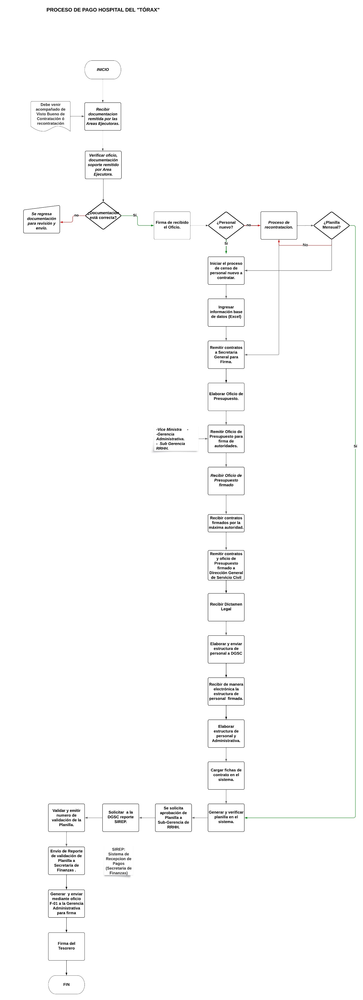 PROCESO DE PAGO HOSPITAL DEL "TÓRAX"
INICIO
Debe venir
acompañado de
Visto Bueno de
Contratación ó
recontratación
Recibir
documentacion
remitida por las
Areas Ejecutoras.
Verificar oficio,
documentación
soporte remitido
por Area
Ejecutora.
¿Documentación
está correcta?
no
Se regresa
documentación
para revisión y
envío.
Sí
Firma de recibido
el Oficio.
¿Personal
nuevo?
no
Proceso de
recontratacion.
¿Planilla
Mensual?
No
Sí
Iniciar el proceso
de censo de
personal nuevo a
contratar.
Ingresar
información base
de datos (Excel)
Remitir contratos
a Secretaria
General para
Firma.
Elaborar Oficio de
Presupuesto.
-Vice Ministra -
-Gerencia
Administrativa.
- Sub Gerencia
RRHH.
Remitir Oficio de
Presupuesto para
firma de
autoridades.
Sí
Recibir Oficio de
Presupuesto
firmado
Recibir contratos
firmados por la
máxima autoridad.
Remitir contratos
y oficio de
Presupuesto
firmado a
Dirección General
de Servicio Civil
Recibir Dictamen
Legal
Elaborar y enviar
estructura de
personal a DGSC
Recibir de manera
electrónica la
estructura de
personal firmada.
Elaborar
estructura de
personal y
Administrativa.
Cargar fichas de
contrato en el
sistema.
Generar y verificar
planilla en el
sistema.
Se solicita
aprobación de
Planilla a
Sub-Gerencia de
RRHH.
Solicitar a la
DGSC reporte
SIREP.
Validar y emitir
numero de
validación de la
Planilla.
SIREP:
Sistema de
Recepcion de
Pagos
(Secretaria de
Finanzas)
Envío de Reporte
de validación de
Planilla a
Secretaría de
Finanzas .
Generar y enviar
mediante oficio
F-01 a la Gerencia
Administrativa
para firma
Firma del
Tesorero
FIN